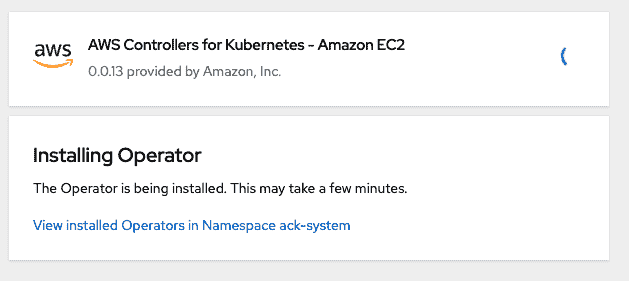 aws
AWS Controllers for Kubernetes - Amazon EC2
0.0.13 provided by Amazon, Inc.
Installing Operator
The Operator is being installed. This may take a few minutes.
View installed Operators in Namespace ack-system